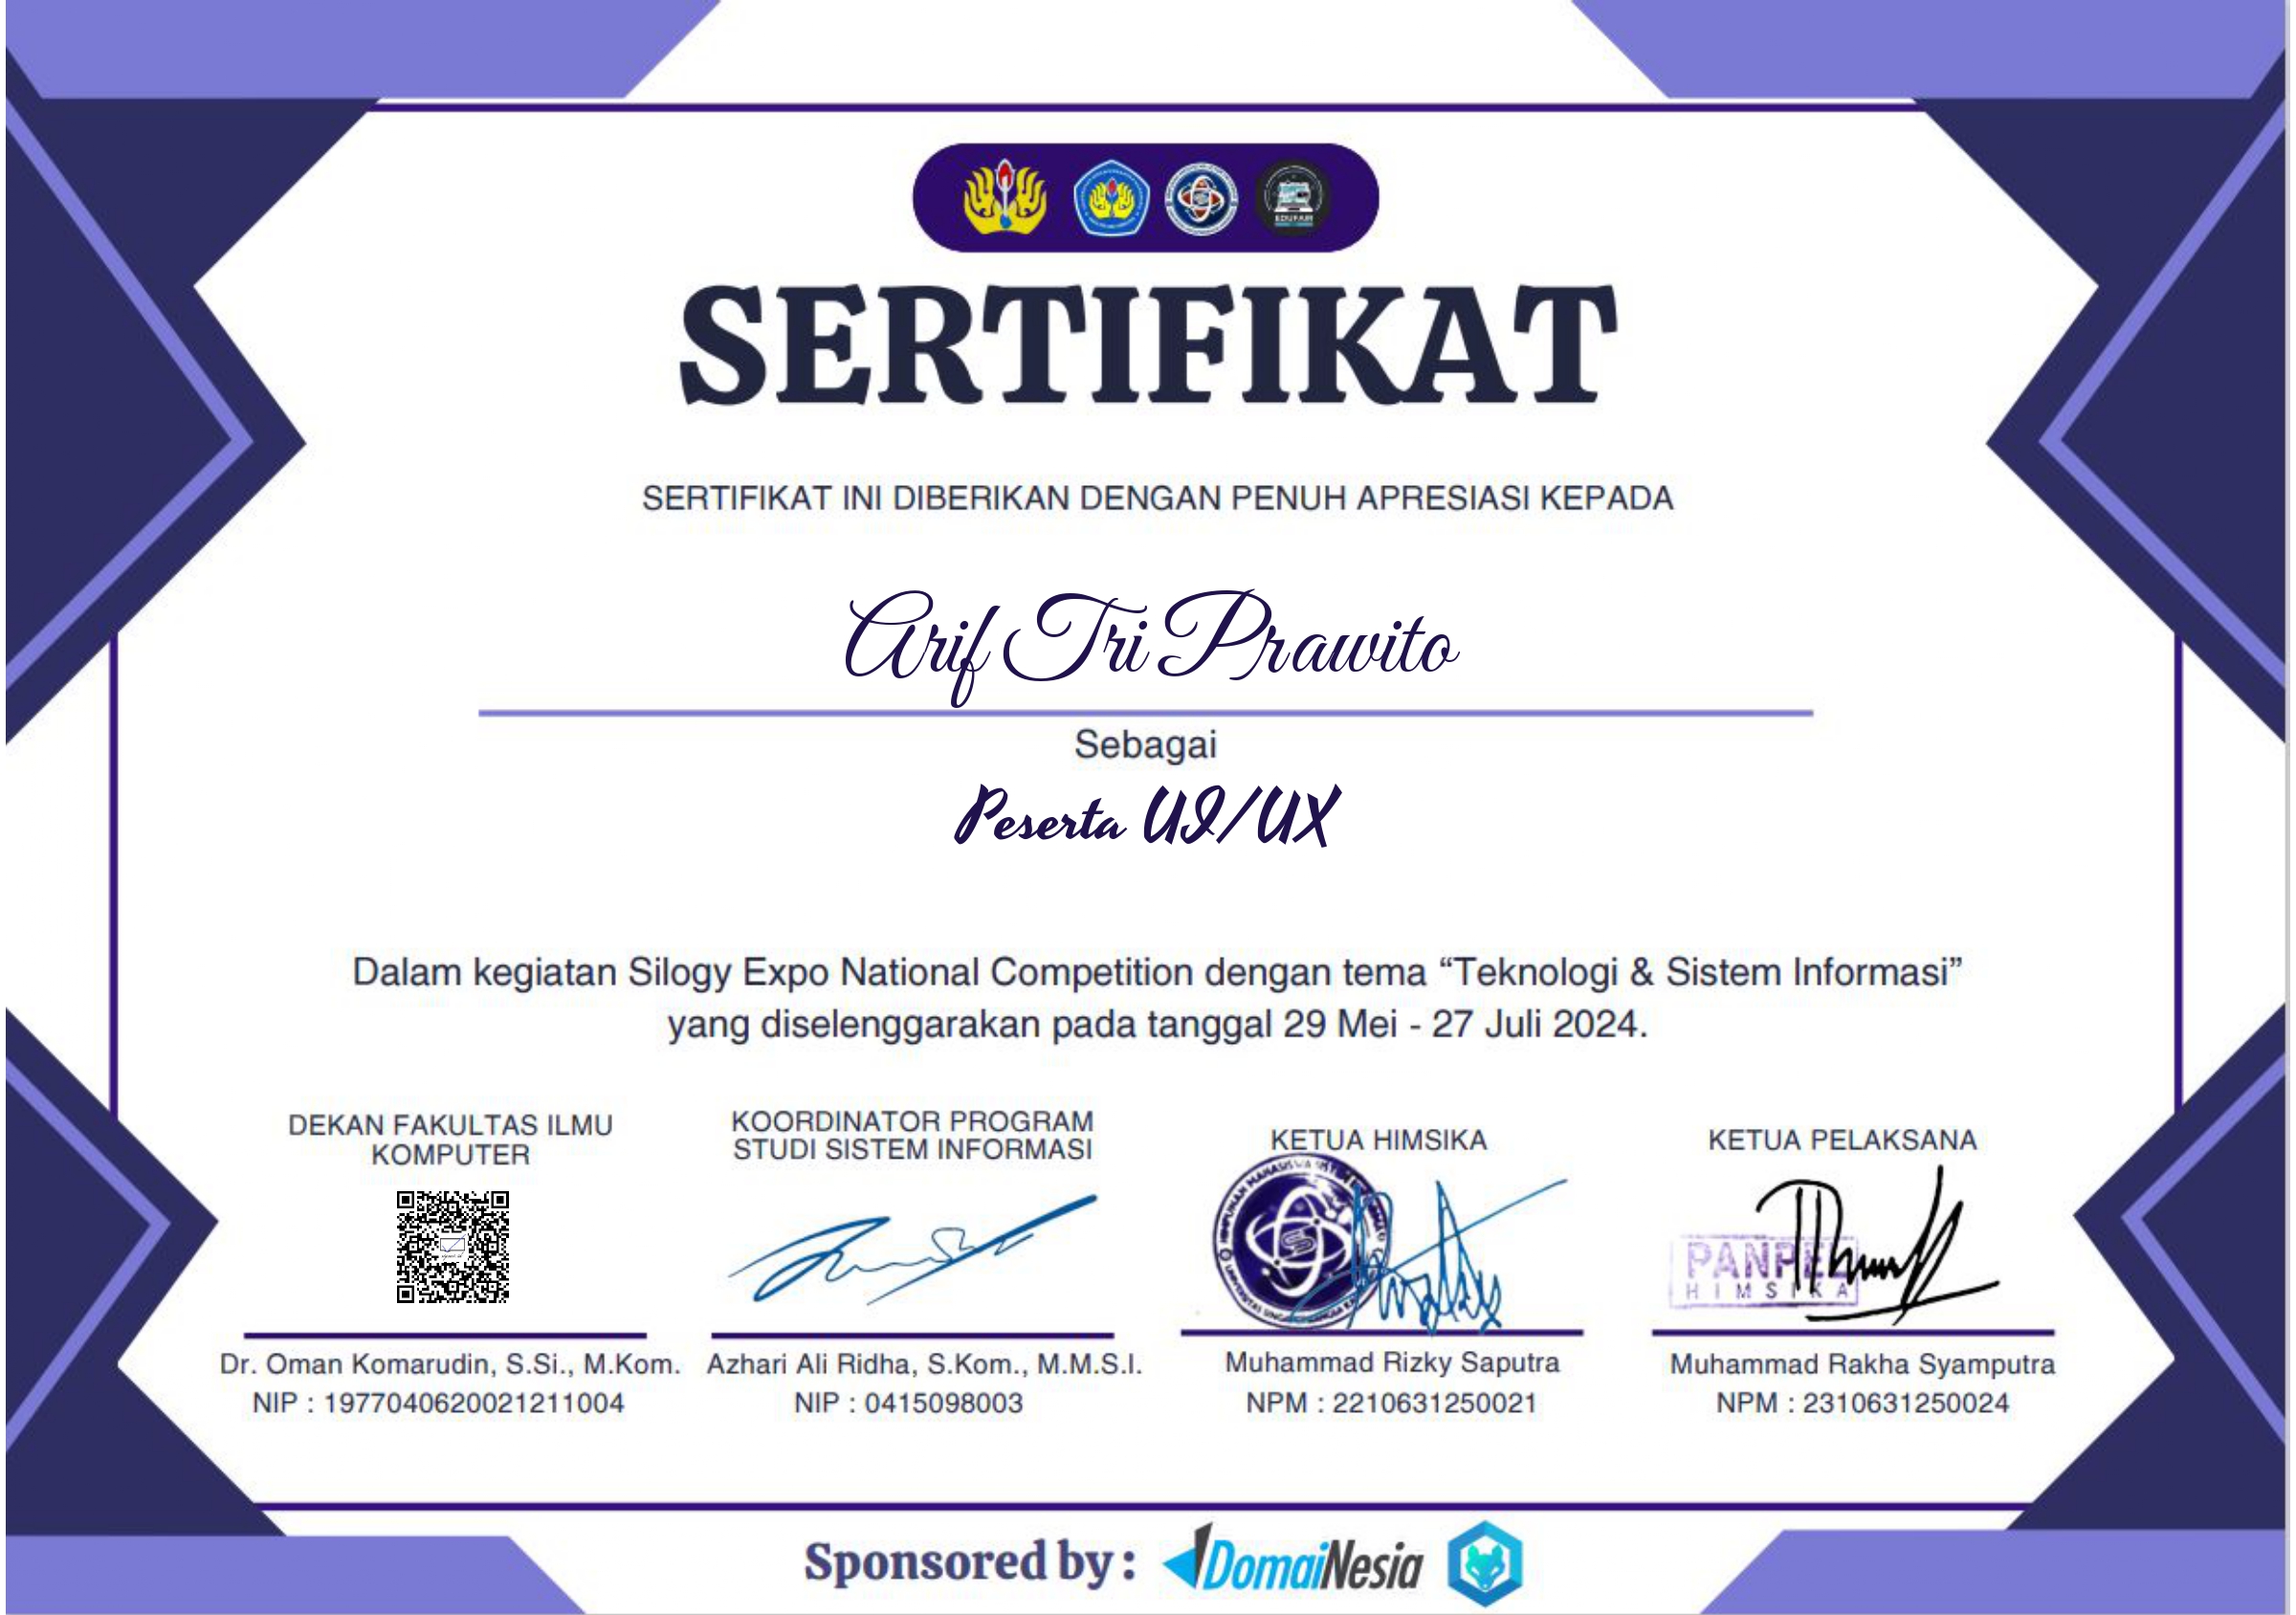 EDUFAIR
SERTIFIKAT
SERTIFIKAT INI DIBERIKAN DENGAN PENUH APRESIASI KEPADA
Arif Tri Prawito
Sebagai
Peserta UI/UX
Dalam kegiatan Silogy Expo National Competition dengan tema “Teknologi & Sistem Informasi”
yang diselenggarakan pada tanggal 29 Mei - 27 Juli 2024.
DEKAN FAKULTAS ILMU
KOMPUTER
Dr. Oman Komarudin, S.Si., M.Kom.
NIP : 1977040620021211004
KOORDINATOR PROGRAM
STUDI SISTEM INFORMASI
Azhari Ali Ridha, S.Kom., M.M.S.I.
NIP : 0415098003
KETUA HIMSIKA
Muhammad Rizky Saputra
NPM : 2210631250021
KETUA PELAKSANA
PANPEL
HIMSIKA
Muhammad Rakha Syamputra
NPM : 2310631250024
Sponsored by : DomaiNesia